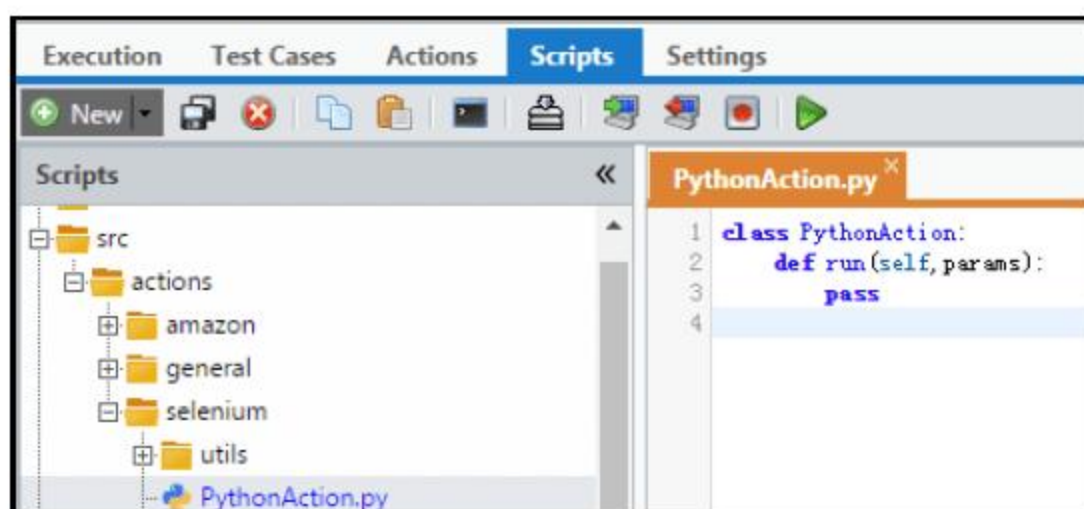 Execution Test Cases Actions Scripts Settings
New
Scripts
src
actions
amazon
general
selenium
utils
PythonAction.py
PythonAction.py
1 class PythonAction:
2 def run(self,params):
3 pass
4